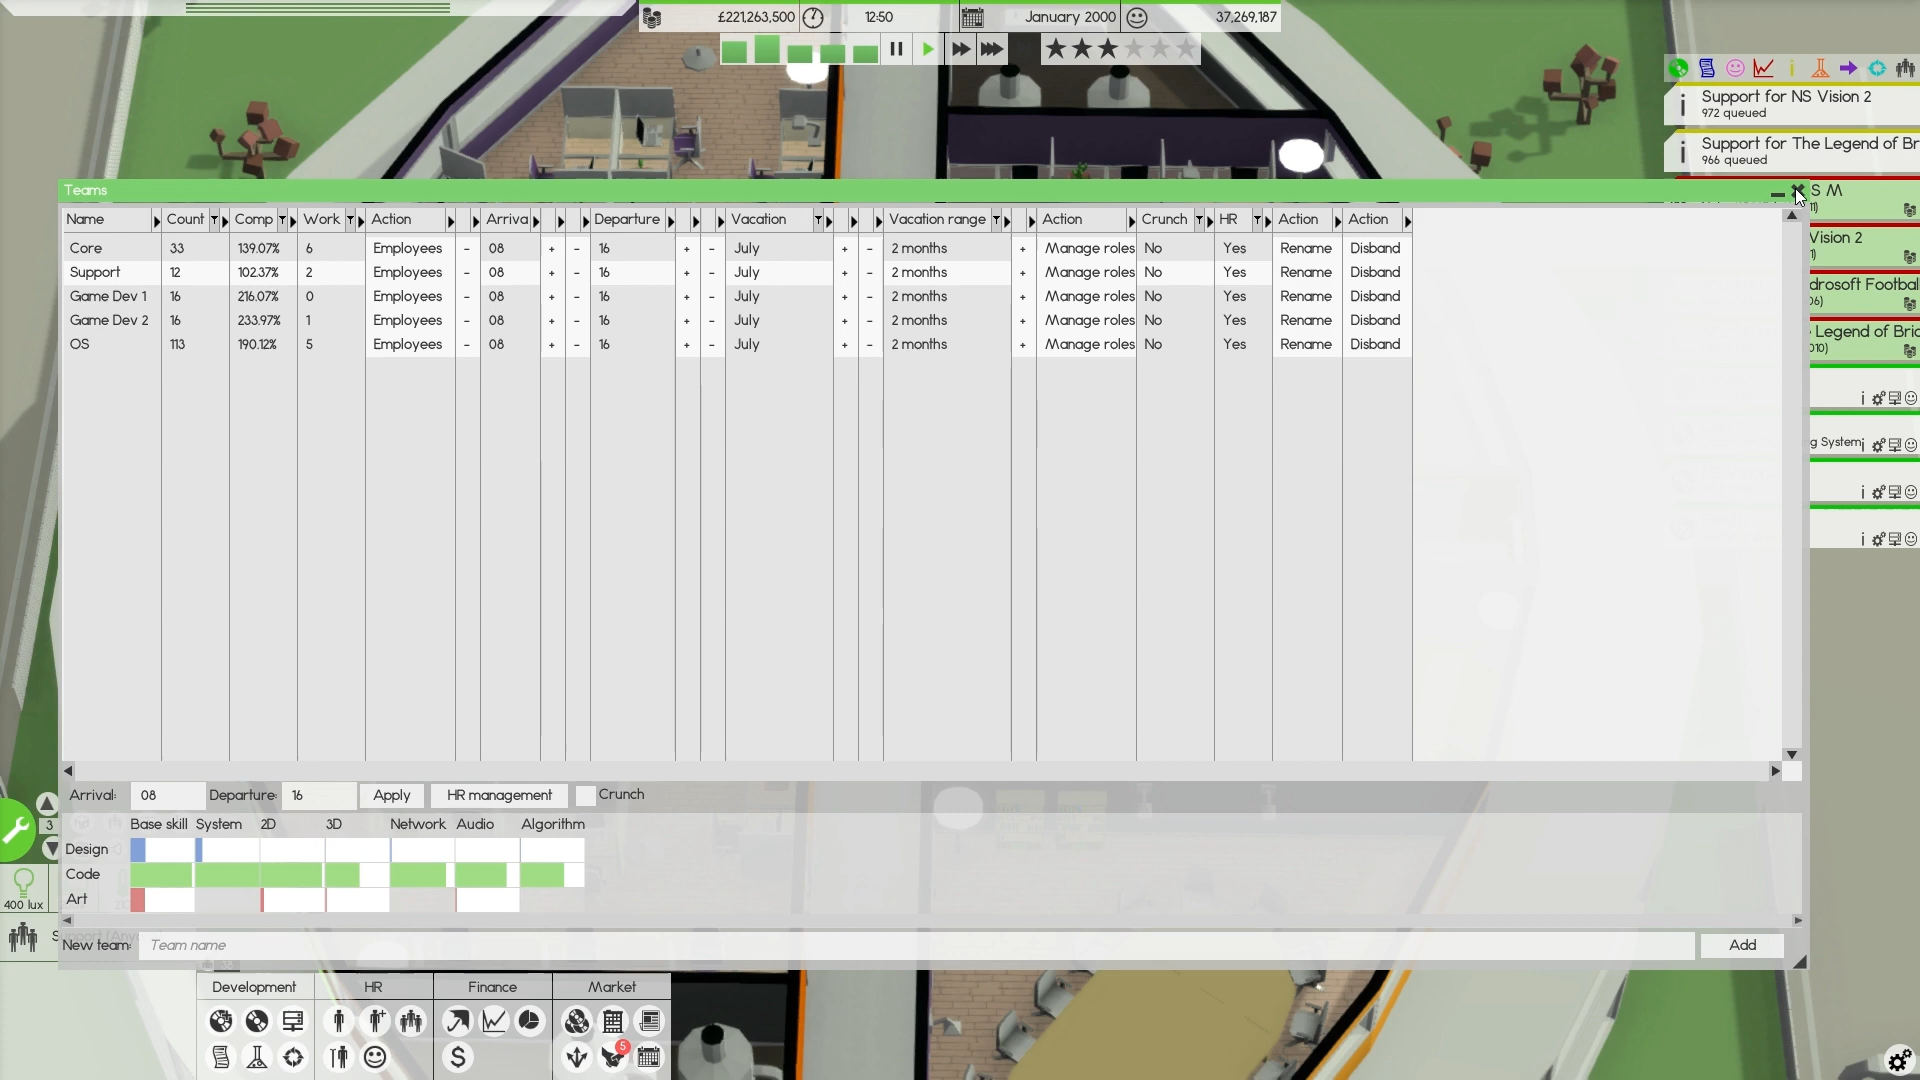 £221,263,500 12:50 January 2000 37,269,187
Support for NS Vision 2
972 queued
Support for The Legend of Br
966 queued
Teams
S M
Name Count Comp Work Action Arriva Departure Vacation Vacation range Action Crunch HR Action Action
Core 33 139.07% 6 Employees - 08 + - 16 + - July + - 2 months + Manage roles No Yes Rename Disband
Support 12 102.37% 2 Employees - 08 + - 16 + - July + - 2 months + Manage roles No Yes Rename Disband
Game Dev 1 16 216.07% 0 Employees - 08 + - 16 + - July + - 2 months + Manage roles No Yes Rename Disband
Game Dev 2 16 233.97% 1 Employees - 08 + - 16 + - July + - 2 months + Manage roles No Yes Rename Disband
OS 113 190.12% 5 Employees - 08 + - 16 + - July + - 2 months + Manage roles No Yes Rename Disband
Vision 2
drosoft Football
06)
Legend of Bric
010)
g System
Arrival: 08 Departure: 16 Apply HR management Crunch
Base skill System 2D 3D Network Audio Algorithm
Design
Code
Art
3
400 lux
New team: Team name Add
Development HR Finance Market
5